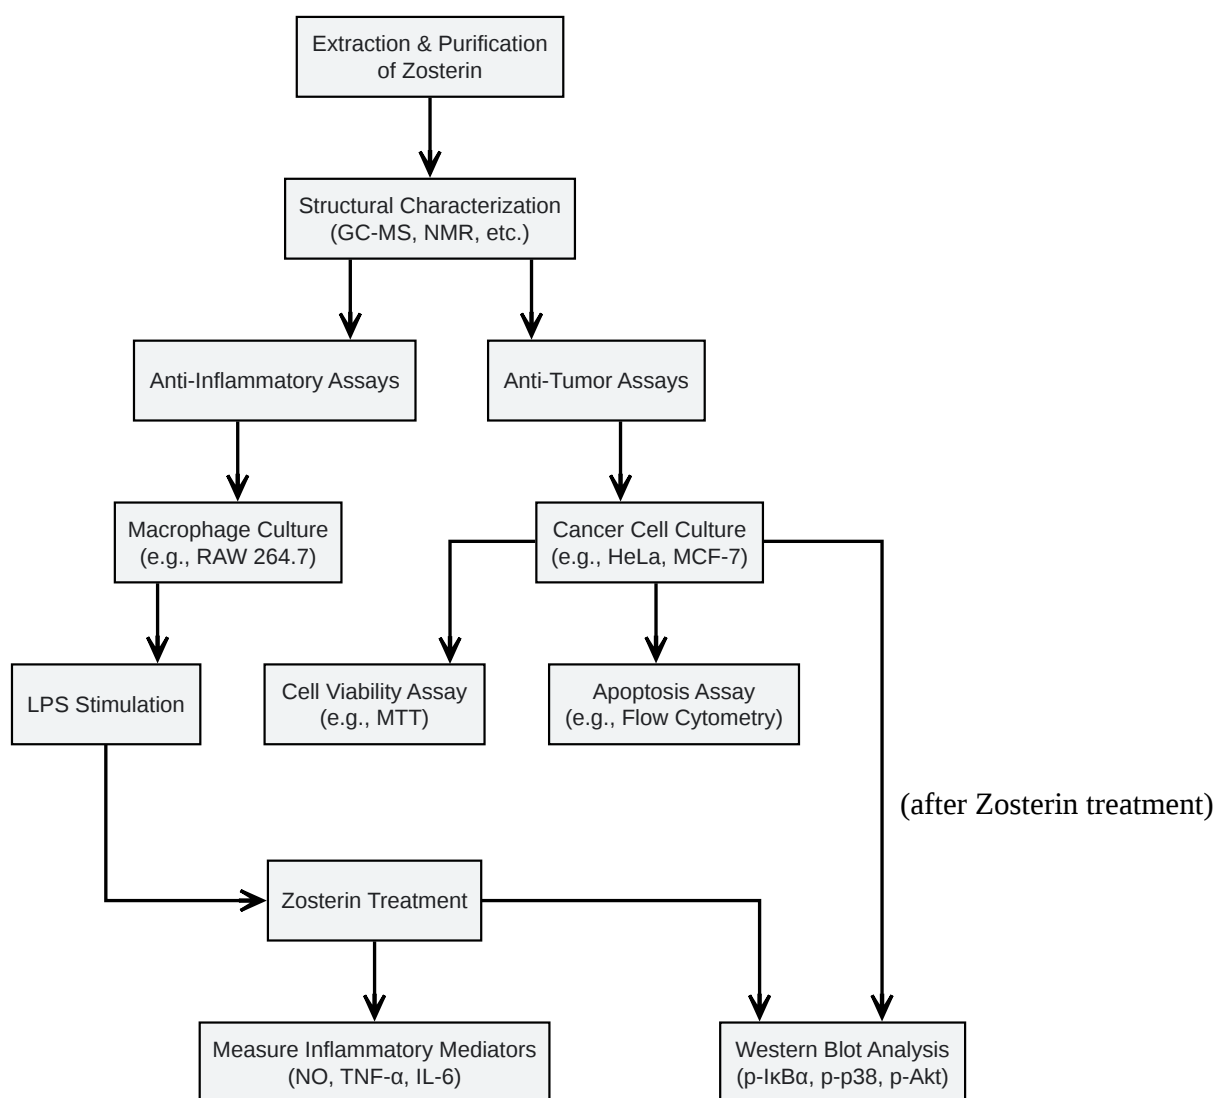 Extraction & Purification
of Zosterin
Structural Characterization
(GC-MS, NMR, etc.)
Anti-Inflammatory Assays
Anti-Tumor Assays
Macrophage Culture
(e.g., RAW 264.7)
Cancer Cell Culture
(e.g., HeLa, MCF-7)
LPS Stimulation
Cell Viability Assay
(e.g., MTT)
Apoptosis Assay
(e.g., Flow Cytometry)
(after Zosterin treatment)
Zosterin Treatment
Measure Inflammatory Mediators
(NO, TNF-α, IL-6)
Western Blot Analysis
(p-IκBα, p-p38, p-Akt)